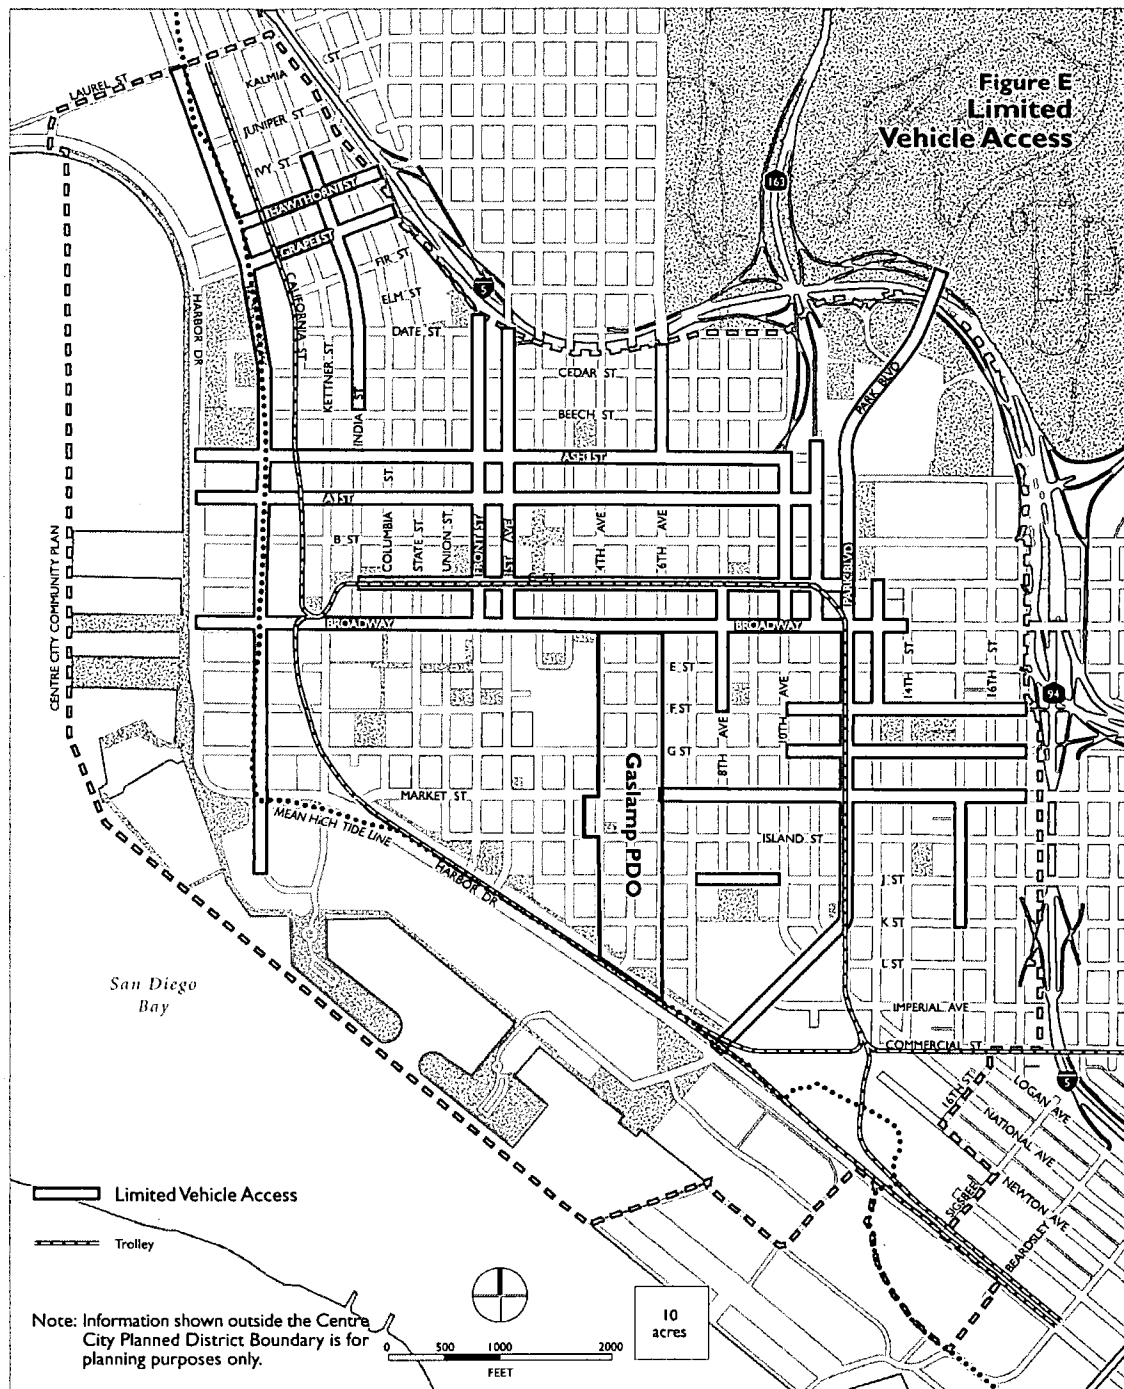 Figure E
Limited
Vehicle Access
LAUREL ST
KALMIA ST
JUNIPER ST
IVY ST
HAWTHORN ST
GRAPE ST
FIR ST
ELM ST
DATE ST
CEDAR ST
BEECH ST
ASH ST
A ST
B ST
C ST
BROADWAY
BROADWAY
E ST
F ST
G ST
MARKET ST
ISLAND ST
J ST
K ST
L ST
IMPERIAL AVE
COMMERCIAL ST
HARBOR DR
CALIFORNIA ST
KETTNER ST
INDIA ST
COLUMBIA ST
STATE ST
UNION ST
FRONT ST
1ST AVE
4TH AVE
6TH AVE
8TH AVE
10TH AVE
PARK BLVD
PARK BLVD
14TH ST
16TH ST
163
5
94
5
CENTRE CITY COMMUNITY PLAN
Gaslamp PDO
MEAN HIGH TIDE LINE
HARBOR DR
San Diego
Bay
16TH ST
LOGAN AVE
NATIONAL AVE
NEWTON AVE
SIGSBEE
BEARDSLEY
Limited Vehicle Access
Trolley
Note: Information shown outside the Centre
City Planned District Boundary is for
planning purposes only.
0 500 1000 2000
FEET
10
acres